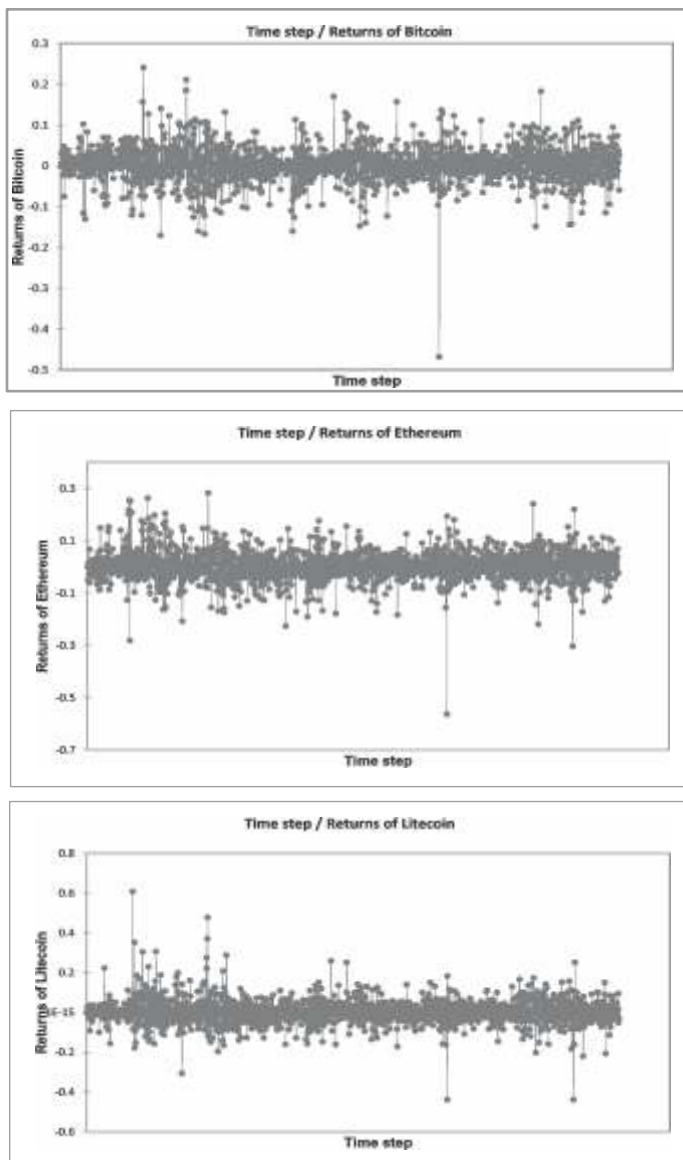 Time step / Returns of Bitcoin
0.3
0.2
0.1
0
-0.1
-0.2
-0.3
-0.4
-0.5
Returns of Bitcoin
Time step
Time step / Returns of Ethereum
0.3
0.1
-0.1
-0.3
-0.5
-0.7
Returns of Ethereum
Time step
Time step / Returns of Litecoin
0.8
0.6
0.4
0.2
E-15
-0.2
-0.4
-0.6
Returns of Litecoin
Time step